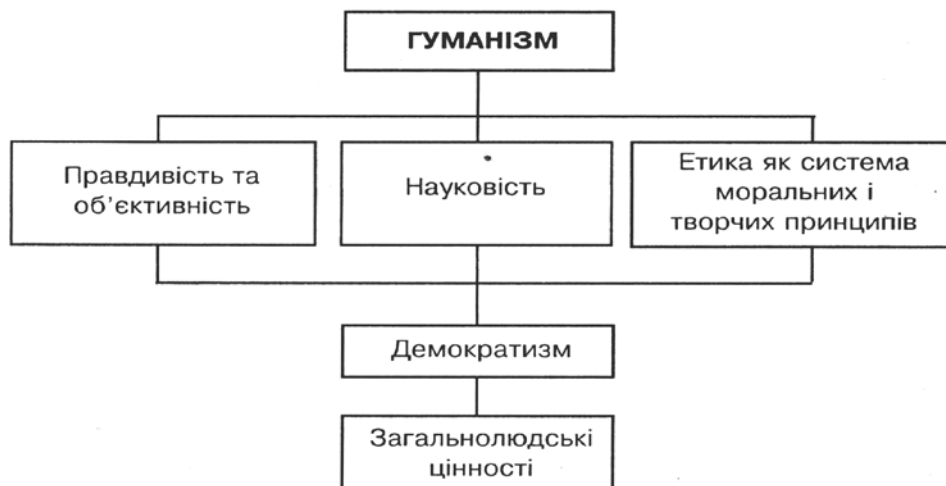 ГУМАНІЗМ
Правдивість та
об’єктивність
Науковість
Етика як система
моральних і
творчих принципів
Демократизм
Загальнолюдські
цінності